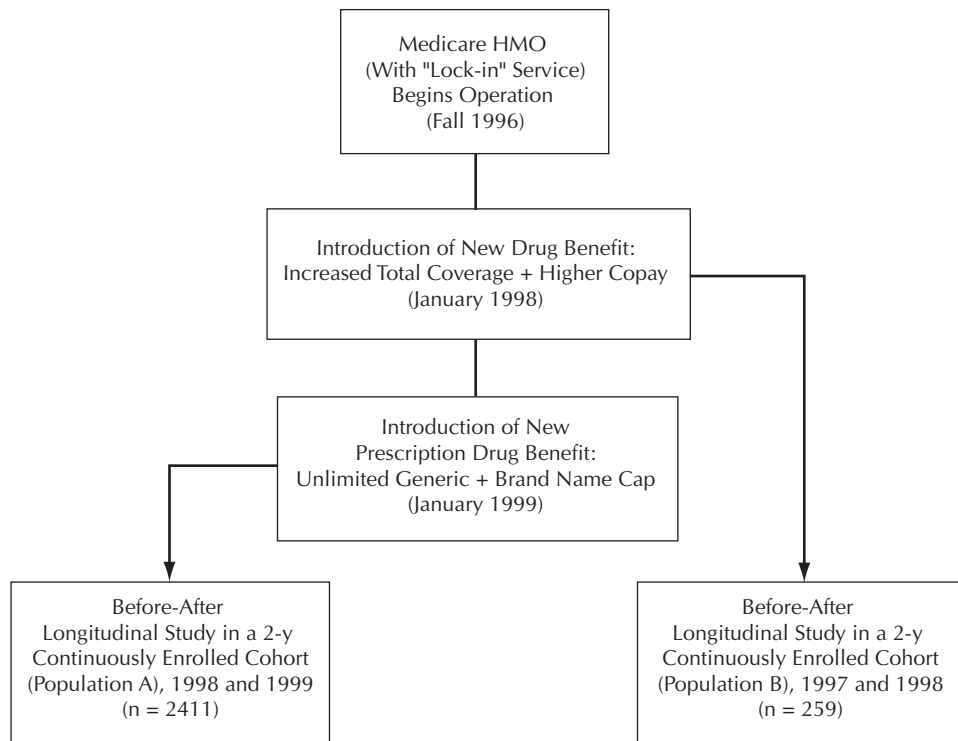 Medicare HMO
(With "Lock-in" Service)
Begins Operation
(Fall 1996)
Introduction of New Drug Benefit:
Increased Total Coverage + Higher Copay
(January 1998)
Introduction of New
Prescription Drug Benefit:
Unlimited Generic + Brand Name Cap
(January 1999)
Before-After
Longitudinal Study in a 2-y
Continuously Enrolled Cohort
(Population A), 1998 and 1999
(n = 2411)
Before-After
Longitudinal Study in a 2-y
Continuously Enrolled Cohort
(Population B), 1997 and 1998
(n = 259)